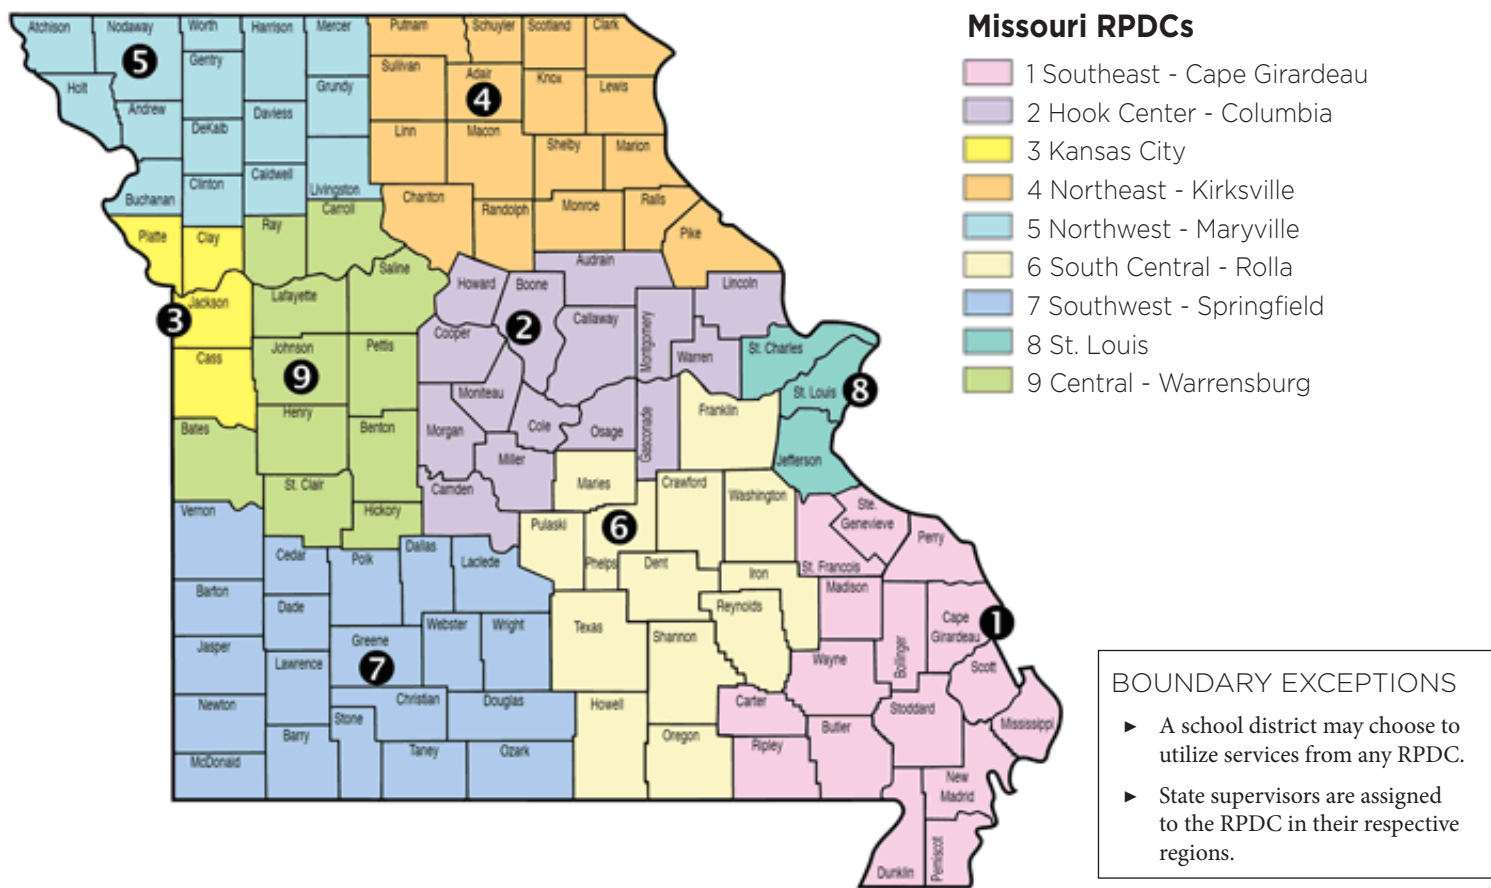 Missouri RPDCs
1 Southeast - Cape Girardeau
2 Hook Center - Columbia
3 Kansas City
4 Northeast - Kirksville
5 Northwest - Maryville
6 South Central - Rolla
7 Southwest - Springfield
8 St. Louis
9 Central - Warrensburg
Atchison
Nodaway
Worth
Harrison
Mercer
Putnam
Schuyler
Scotland
Clark
5
Gentry
Sullivan
Adair
Knox
Lewis
Holt
Grundy
4
Andrew
Daviess
DeKalb
Linn
Macon
Shelby
Marion
Buchanan
Clinton
Caldwell
Livingston
Chariton
Randolph
Monroe
Ralls
Carroll
Platte
Clay
Ray
Pike
Saline
Audrain
Howard
Boone
Lincoln
Jackson
3
Lafayette
2
Callaway
Montgomery
Cooper
Cass
Johnson
9
Pettis
Warren
St. Charles
St. Louis
8
Moniteau
Henry
Franklin
Bates
Benton
Morgan
Cole
Osage
Gasconade
Miller
Jefferson
St. Clair
Camden
Maries
Crawford
Washington
Vernon
Hickory
Pulaski
6
Ste.
Genevieve
Perry
Cedar
Polk
Dallas
Laclede
Phelps
Dent
Iron
St. Francois
Barton
Madison
Dade
Reynolds
Cape
Girardeau
1
Greene
7
Webster
Wright
Texas
Shannon
Jasper
Lawrence
Wayne
Bollinger
Scott
Newton
Christian
Douglas
Howell
Carter
Stoddard
Stone
Barry
Oregon
Butler
Mississippi
McDonald
Taney
Ozark
Ripley
New
Madrid
Dunklin
Pemiscot
BOUNDARY EXCEPTIONS
► A school district may choose to
utilize services from any RPDC.
► State supervisors are assigned
to the RPDC in their respective
regions.